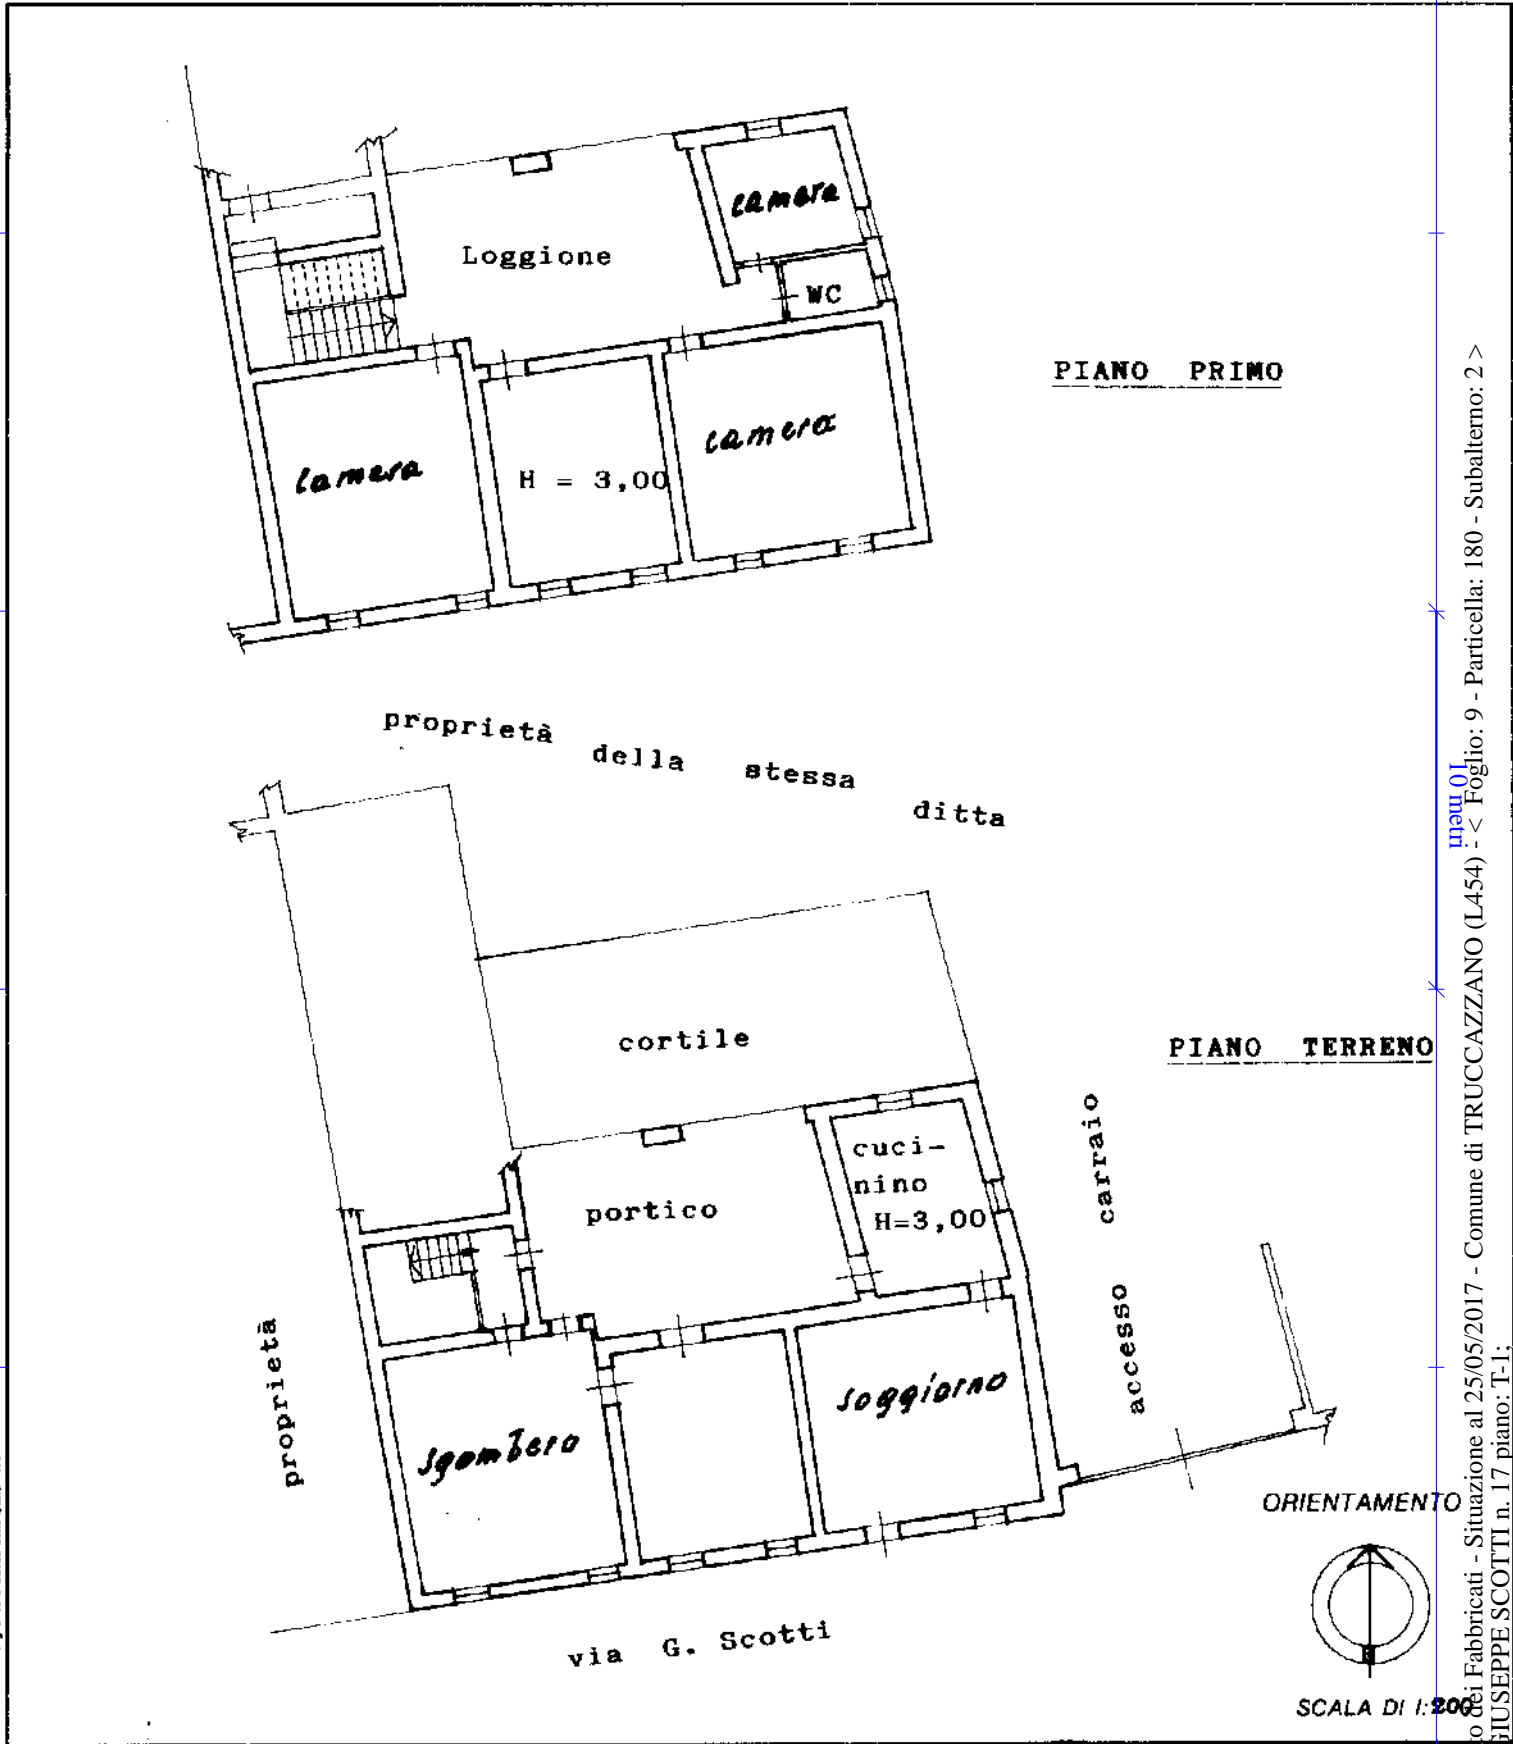 camera
Loggione
WC
PIANO PRIMO
camera
camera
H = 3,00
proprietà della stessa ditta
cortile
PIANO TERRENO
cuci-
nino
H=3,00
portico
accesso carraio
proprietà
soggiorno
sgombero
via G. Scotti
ORIENTAMENTO
SCALA DI 1:200
10 metri
dei Fabbricati - Situazione al 25/05/2017 - Comune di TRUCCAZZANO (L454) - < Foglio: 9 - Particella: 180 - Subalterno: 2 >
GIUSEPPE SCOTTI n. 17 piano: T-1;